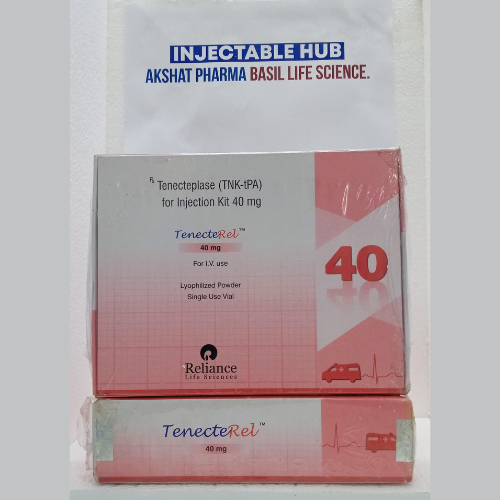 INJECTABLE HUB
AKSHAT PHARMA BASIL LIFE SCIENCE.
℞ Tenecteplase (TNK-tPA)
for Injection Kit 40 mg
TenecteRel™
40 mg
For I.V. use
Lyophilized Powder
Single Use Vial
40
Reliance
Life Sciences
TenecteRel™
40 mg